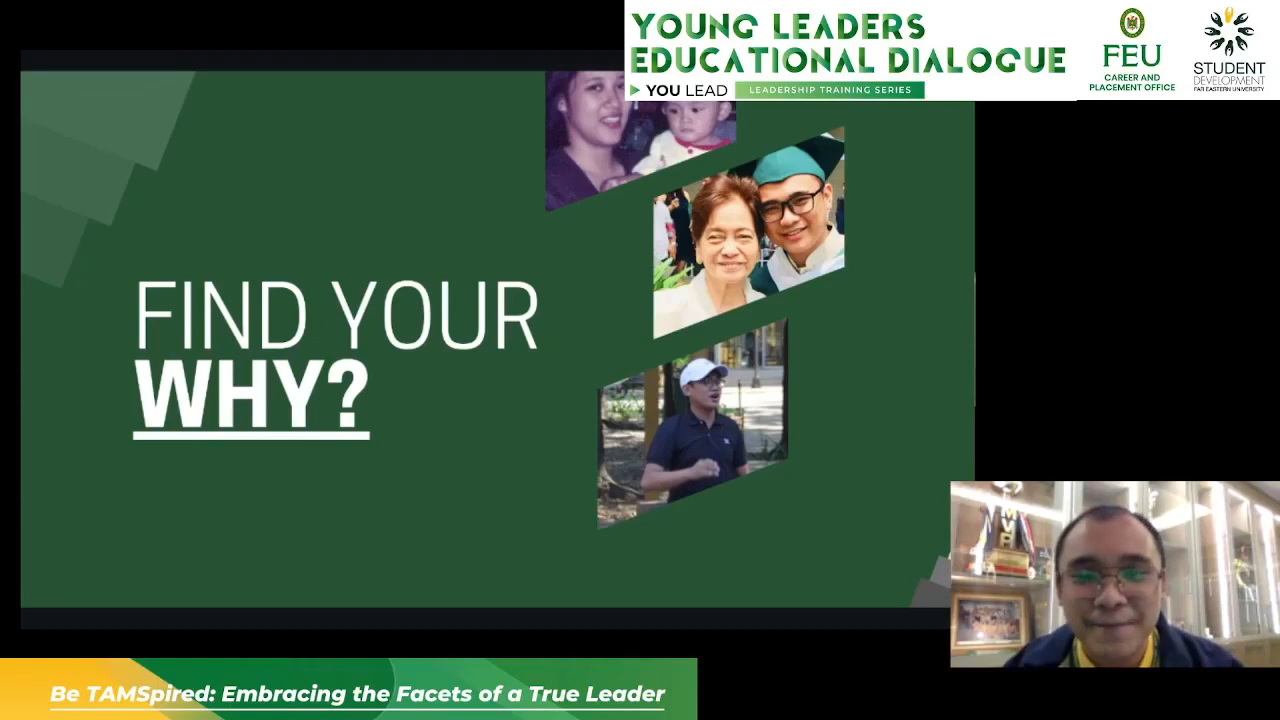 YOUNG LEADERS
EDUCATIONAL DIALOGUE
YOU LEAD
LEADERSHIP TRAINING SERIES
FEU
CAREER AND
PLACEMENT OFFICE
STUDENT
DEVELOPMENT
FAR EASTERN UNIVERSITY
FIND YOUR
WHY?
MVP
Be TAMSpired: Embracing the Facets of a True Leader